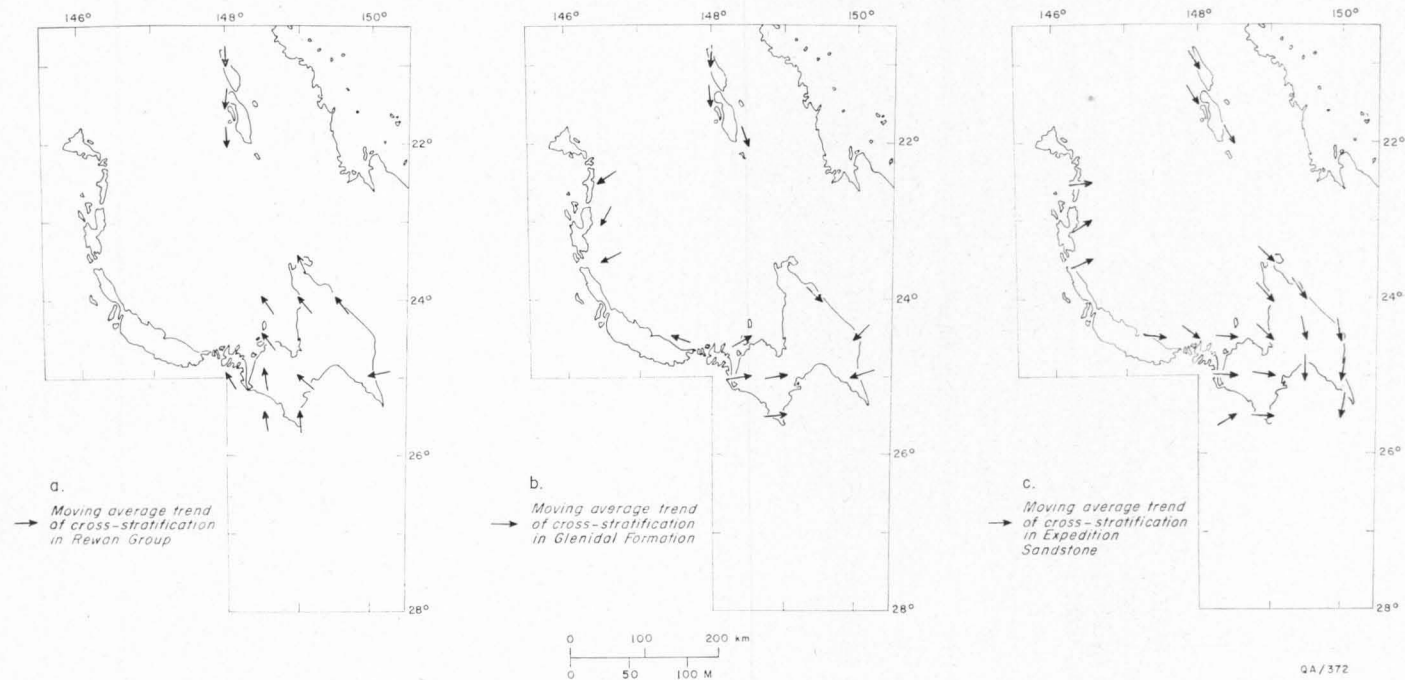 146° 148° 150° 146° 148° 150° 146° 148° 150°
22° 22° 22°
24° 24° 24°
26° 26° 26°
28° 28° 28°
a.
Moving average trend
of cross-stratification
in Rewan Group
b.
Moving average trend
of cross-stratification
in Glenidal Formation
c.
Moving average trend
of cross-stratification
in Expedition
Sandstone
0 100 200 km
0 50 100 M
QA/372